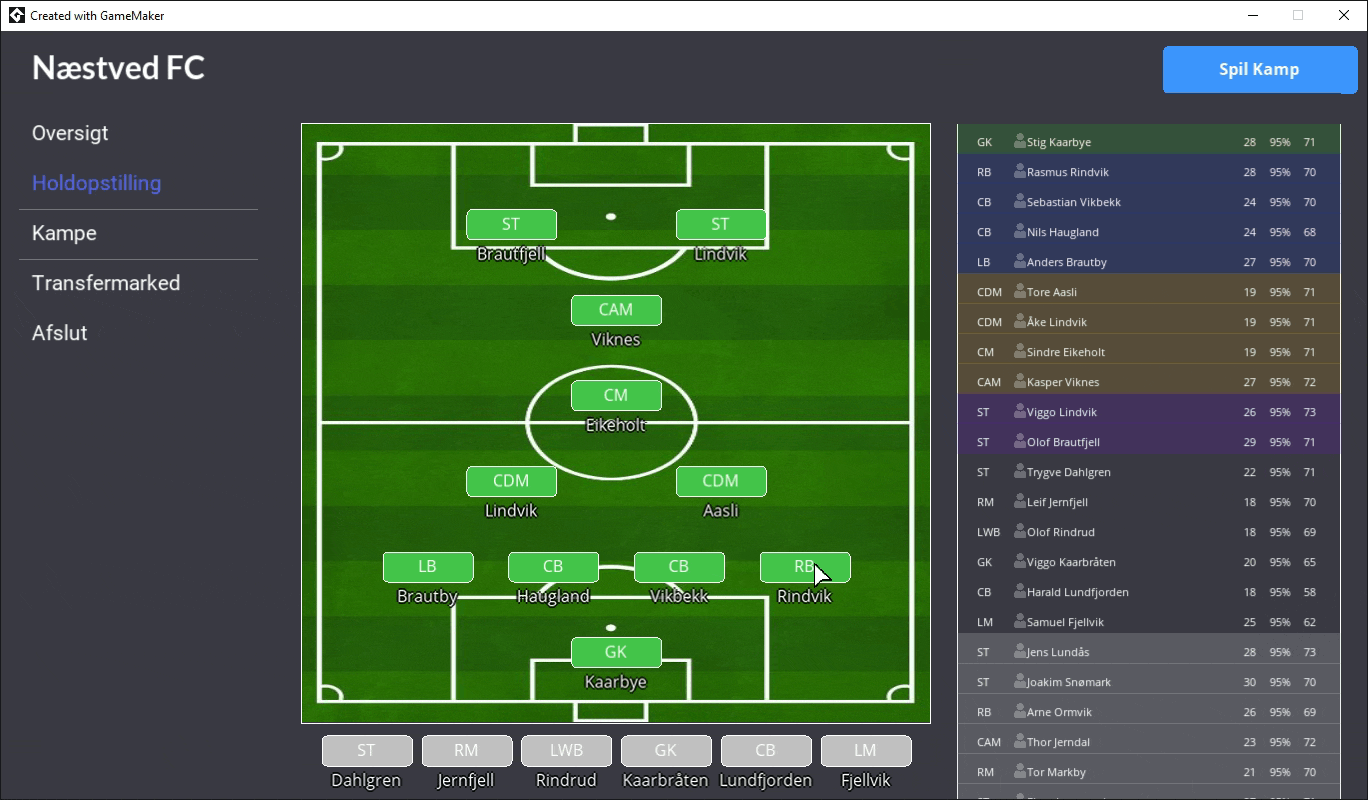 Created with GameMaker
Næstved FC
Spil Kamp
Oversigt
Holdopstilling
Kampe
Transfermarked
Afslut
ST ST
Brautfjell Lindvik
CAM
Viknes
CM
Eikeholt
CDM CDM
Lindvik Aasli
LB CB CB RB
Brautby Haugland Vikbekk Rindvik
GK
Kaarbye
ST RM LWB GK CB LM
Dahlgren Jernfjell Rindrud Kaarbråten Lundfjorden Fjellvik
GK Stig Kaarbye 28 95% 71
RB Rasmus Rindvik 28 95% 70
CB Sebastian Vikbekk 24 95% 70
CB Nils Haugland 24 95% 68
LB Anders Brautby 27 95% 70
CDM Tore Aasli 19 95% 71
CDM Åke Lindvik 19 95% 71
CM Sindre Eikeholt 19 95% 71
CAM Kasper Viknes 27 95% 72
ST Viggo Lindvik 26 95% 73
ST Olof Brautfjell 29 95% 71
ST Trygve Dahlgren 22 95% 71
RM Leif Jernfjell 18 95% 70
LWB Olof Rindrud 18 95% 69
GK Viggo Kaarbråten 20 95% 65
CB Harald Lundfjorden 18 95% 58
LM Samuel Fjellvik 25 95% 62
ST Jens Lundås 28 95% 73
ST Joakim Snømark 30 95% 70
RB Arne Ormvik 26 95% 69
CAM Thor Jerndal 23 95% 72
RM Tor Markby 21 95% 70